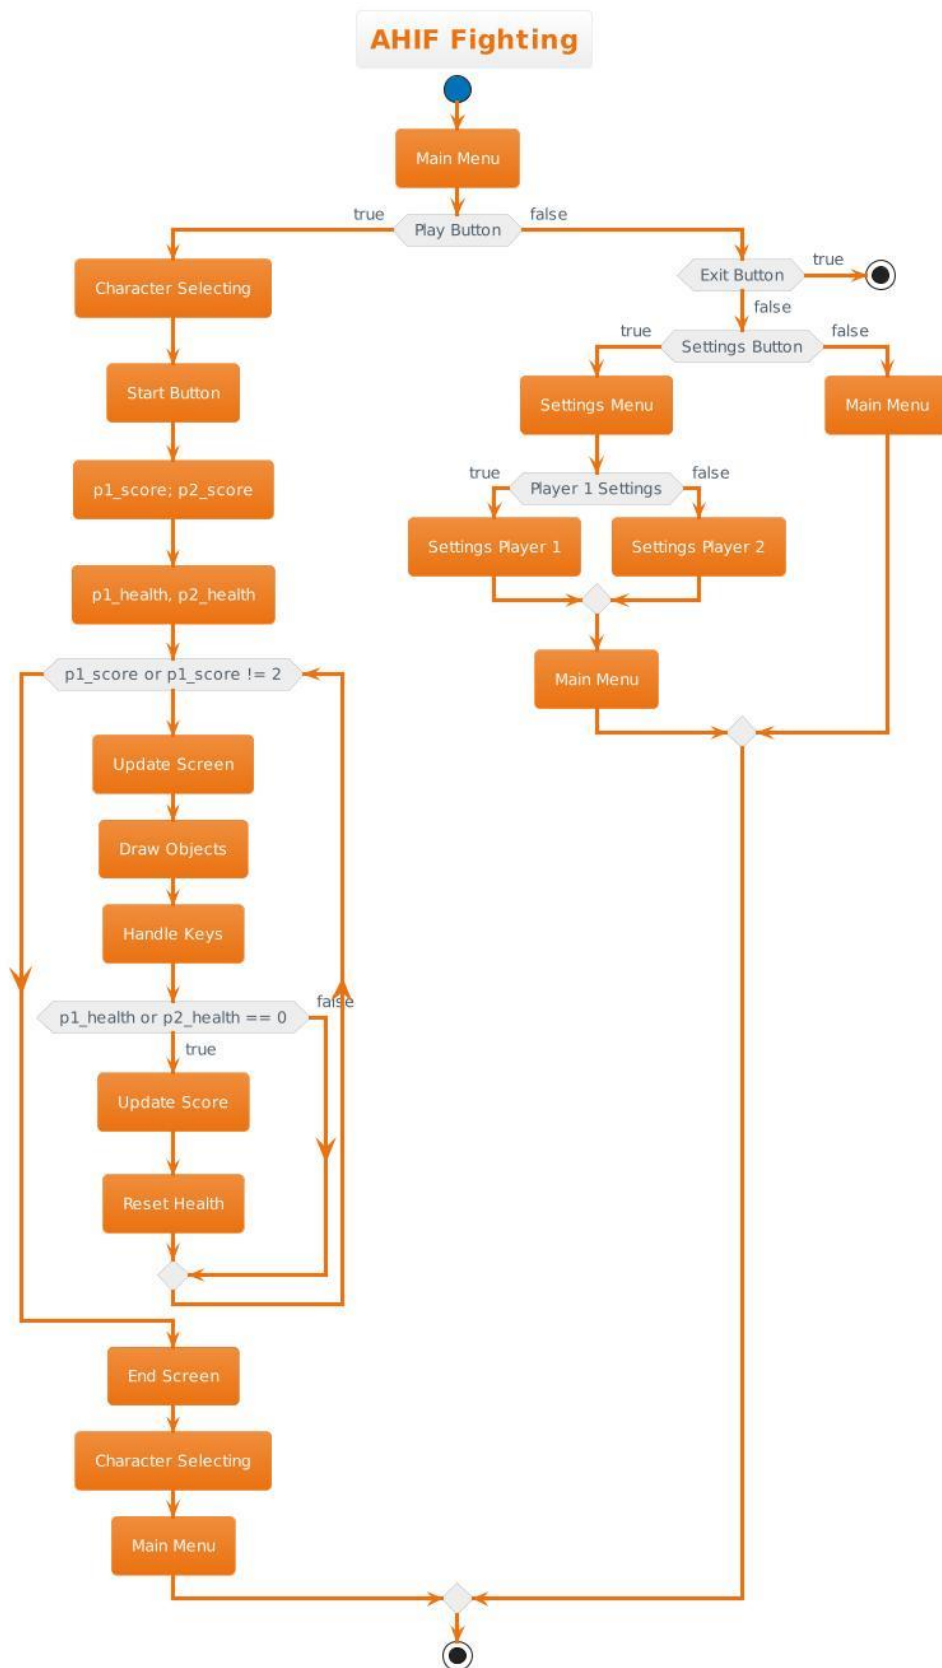 AHIF Fighting
Main Menu
true
Play Button
false
Character Selecting
Start Button
p1_score; p2_score
p1_health, p2_health
p1_score or p1_score != 2
Update Screen
Draw Objects
Handle Keys
p1_health or p2_health == 0
false
true
Update Score
Reset Health
End Screen
Character Selecting
Main Menu
Exit Button
true
false
true
Settings Button
false
Settings Menu
Main Menu
true
Player 1 Settings
false
Settings Player 1
Settings Player 2
Main Menu